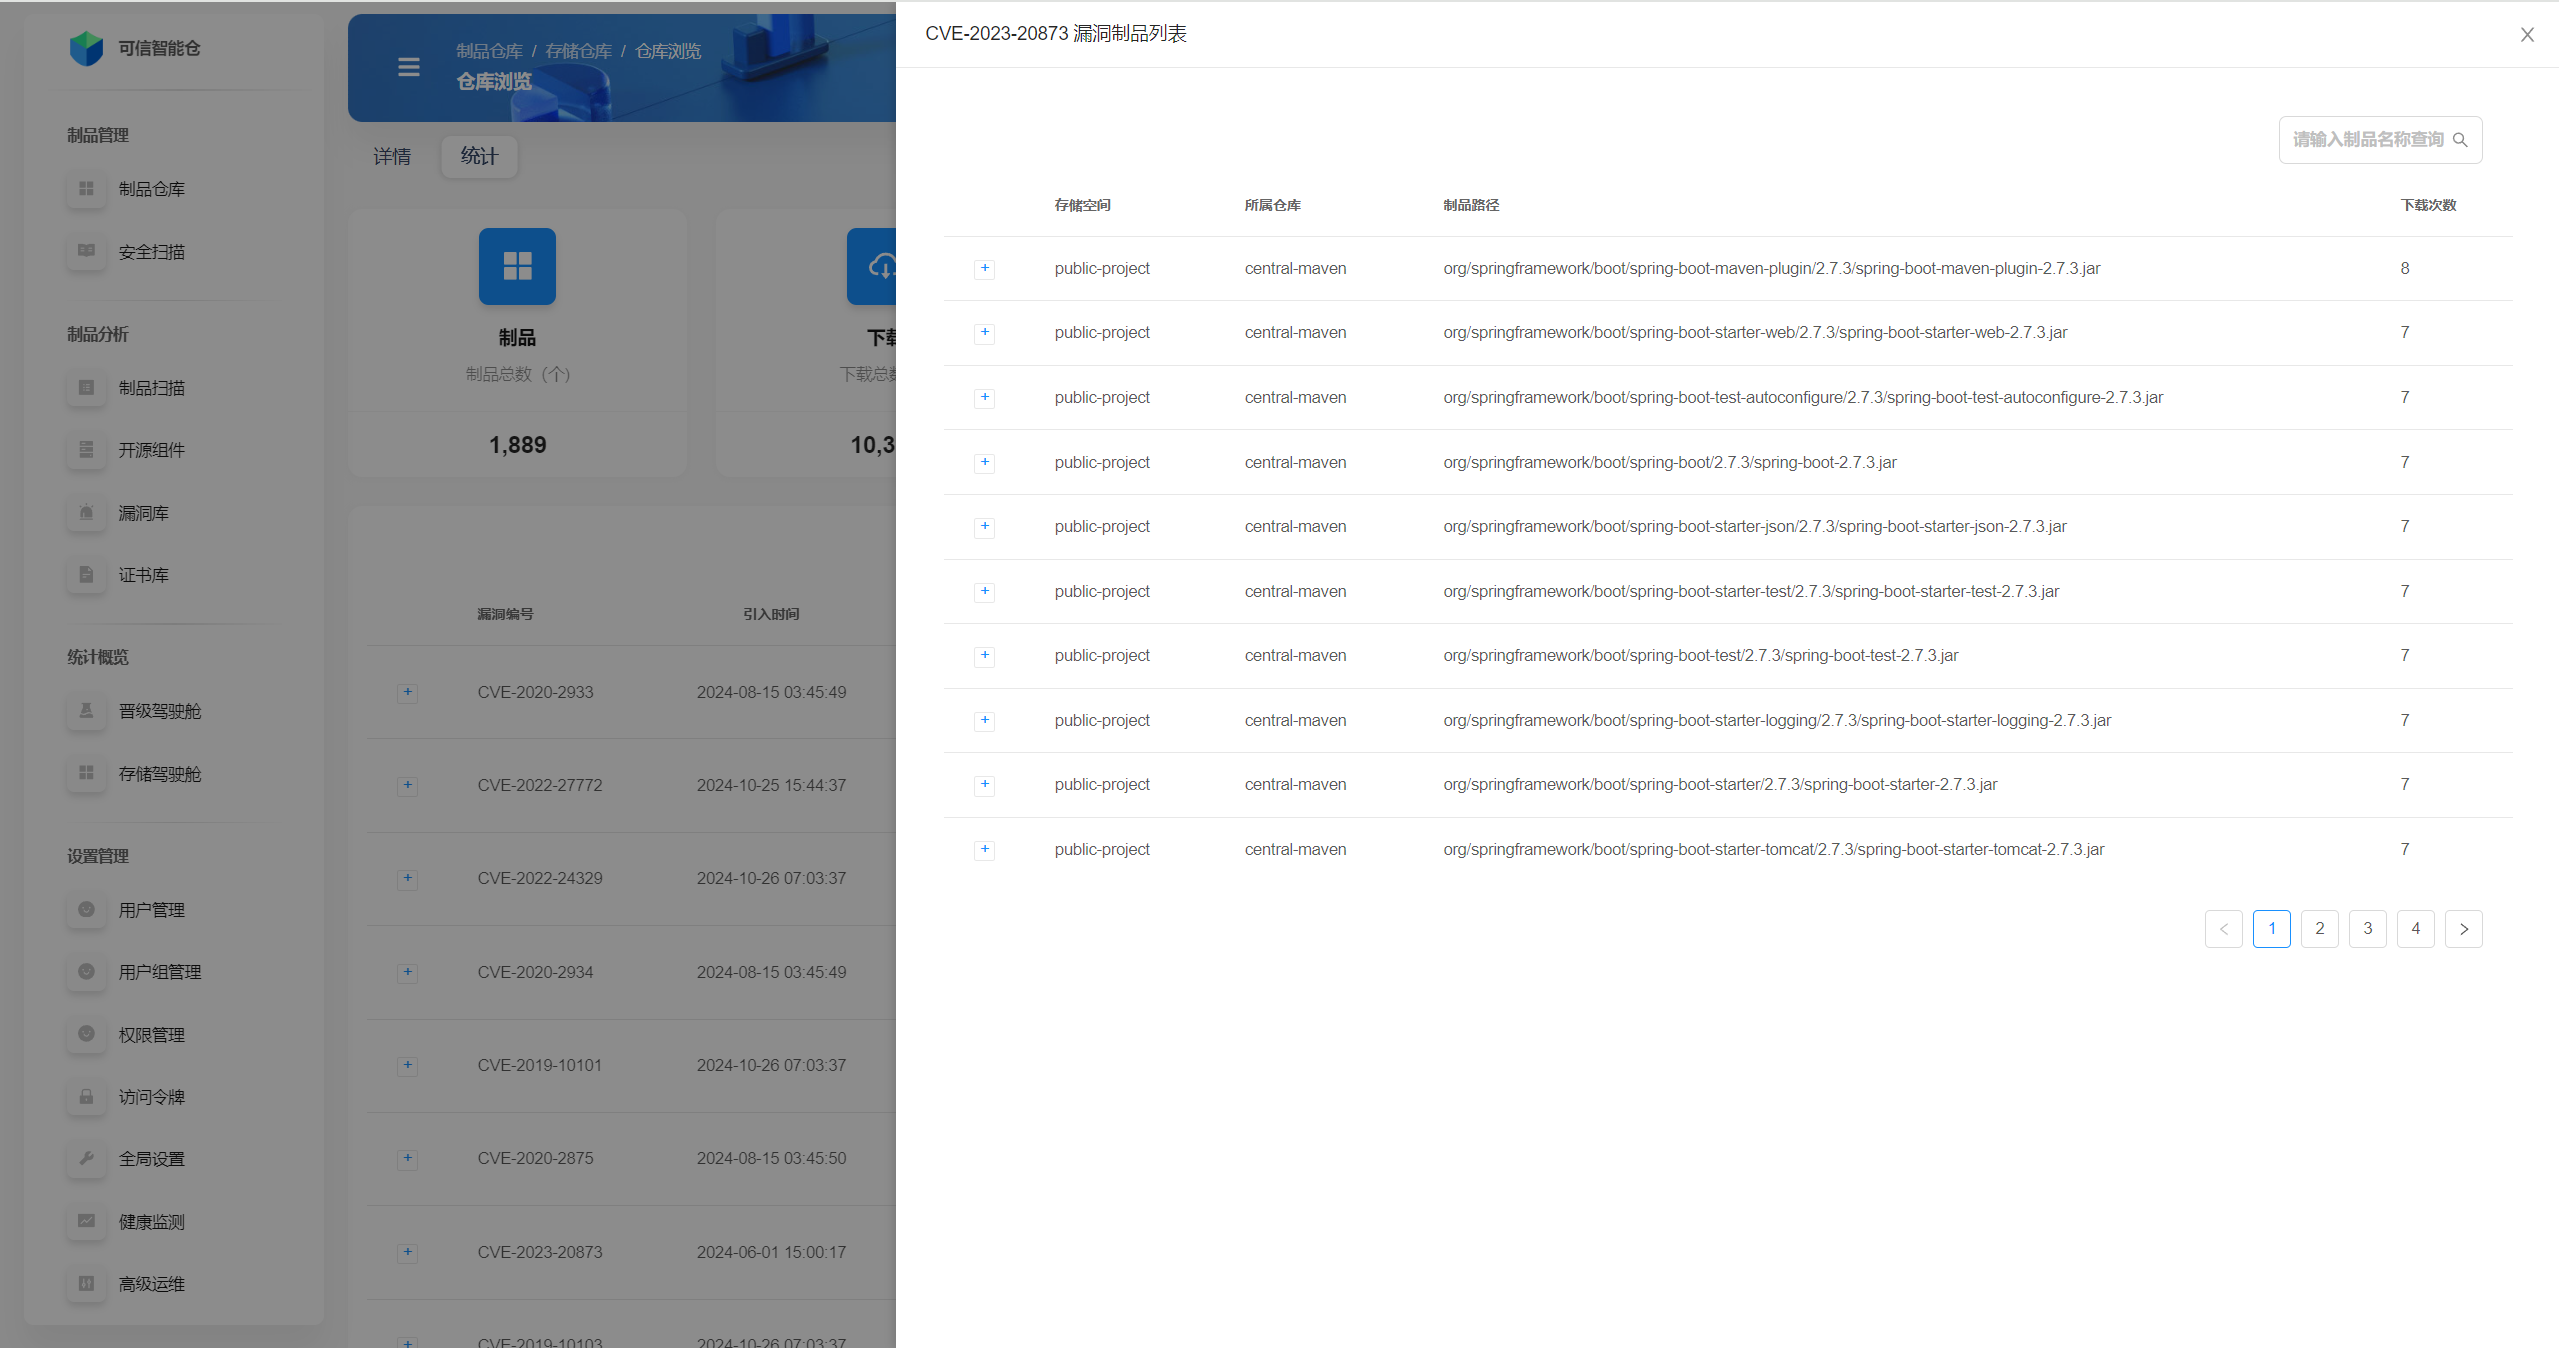 可信智能仓
制品管理
制品仓库
安全扫描
制品分析
制品扫描
开源组件
漏洞库
证书库
统计概览
晋级驾驶舱
存储驾驶舱
设置管理
用户管理
用户组管理
权限管理
访问令牌
全局设置
健康监测
高级运维
制品仓库 / 存储仓库 / 仓库浏览
仓库浏览
详情 统计
制品
制品总数（个）
1,889
下载
下载总数
10,3
漏洞编号 引入时间
+ CVE-2020-2933 2024-08-15 03:45:49
+ CVE-2022-27772 2024-10-25 15:44:37
+ CVE-2022-24329 2024-10-26 07:03:37
+ CVE-2020-2934 2024-08-15 03:45:49
+ CVE-2019-10101 2024-10-26 07:03:37
+ CVE-2020-2875 2024-08-15 03:45:50
+ CVE-2023-20873 2024-06-01 15:00:17
+ CVE-2019-10103 2024-10-26 07:03:37
CVE-2023-20873 漏洞制品列表
请输入制品名称查询
存储空间 所属仓库 制品路径 下载次数
+ public-project central-maven org/springframework/boot/spring-boot-maven-plugin/2.7.3/spring-boot-maven-plugin-2.7.3.jar 8
+ public-project central-maven org/springframework/boot/spring-boot-starter-web/2.7.3/spring-boot-starter-web-2.7.3.jar 7
+ public-project central-maven org/springframework/boot/spring-boot-test-autoconfigure/2.7.3/spring-boot-test-autoconfigure-2.7.3.jar 7
+ public-project central-maven org/springframework/boot/spring-boot/2.7.3/spring-boot-2.7.3.jar 7
+ public-project central-maven org/springframework/boot/spring-boot-starter-json/2.7.3/spring-boot-starter-json-2.7.3.jar 7
+ public-project central-maven org/springframework/boot/spring-boot-starter-test/2.7.3/spring-boot-starter-test-2.7.3.jar 7
+ public-project central-maven org/springframework/boot/spring-boot-test/2.7.3/spring-boot-test-2.7.3.jar 7
+ public-project central-maven org/springframework/boot/spring-boot-starter-logging/2.7.3/spring-boot-starter-logging-2.7.3.jar 7
+ public-project central-maven org/springframework/boot/spring-boot-starter/2.7.3/spring-boot-starter-2.7.3.jar 7
+ public-project central-maven org/springframework/boot/spring-boot-starter-tomcat/2.7.3/spring-boot-starter-tomcat-2.7.3.jar 7
< 1 2 3 4 >